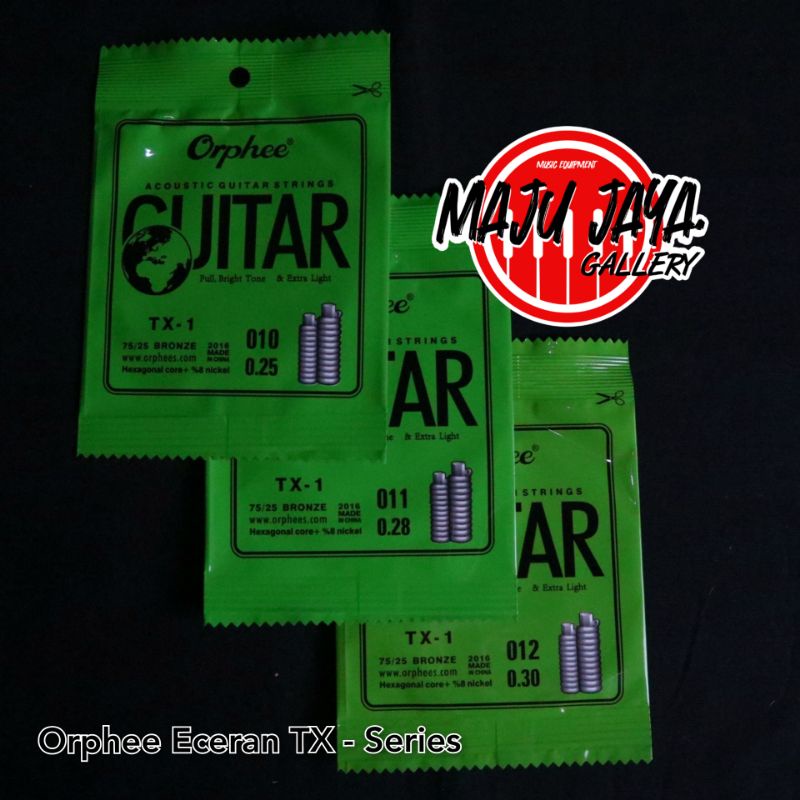 Orphee®
ACOUSTIC GUITAR STRINGS
GUITAR
Full, Bright Tone & Extra Light
TX-1
75/25 BRONZE
2016
MADE
IN CHINA
www.orphees.com
Hexagonal core+ %8 nickel
010
0.25
MUSIC EQUIPMENT
MAJU JAYA.
GALLERY
ee®
STRINGS
TAR
ne & Extra Light
TX-1
75/25 BRONZE
2016
MADE
IN CHINA
www.orphees.com
Hexagonal core+ %8 nickel
011
0.28
ee®
STRINGS
TAR
e & Extra Light
TX-1
75/25 BRONZE
2016
MADE
IN CHINA
www.orphees.com
Hexagonal core+ %8 nickel
012
0.30
Orphee Eceran TX - Series